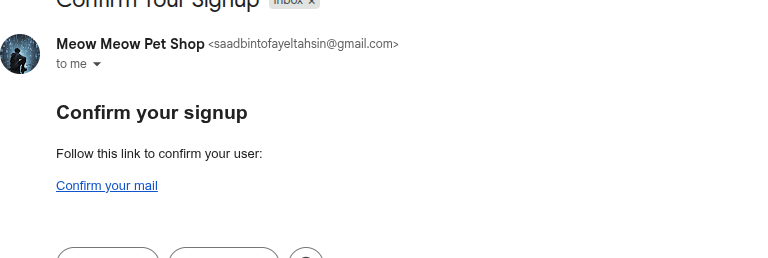 Confirm Your Signup Inbox x
Meow Meow Pet Shop <saadbintofayeltahsin@gmail.com>
to me
Confirm your signup
Follow this link to confirm your user:
Confirm your mail